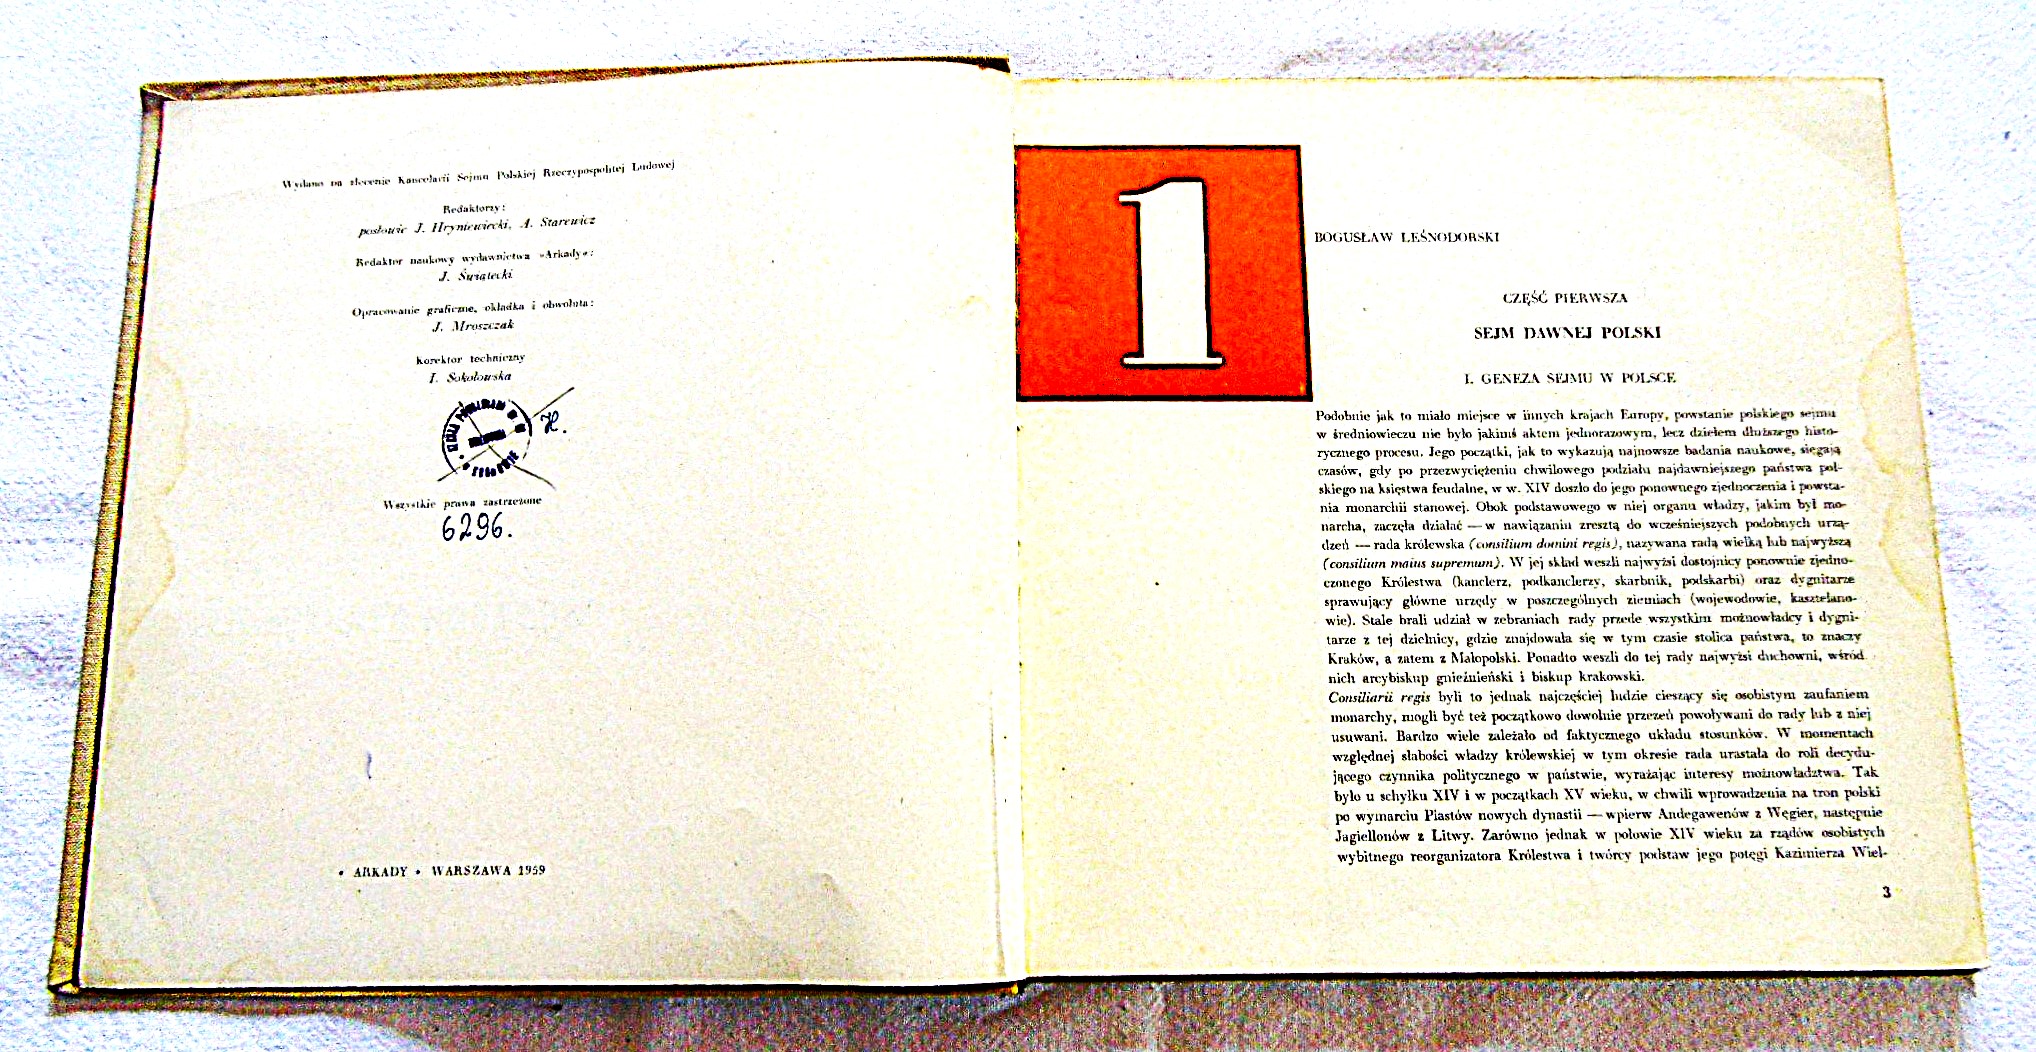 Wydano na zlecenie Kancelarii Sejmu Polskiej Rzeczypospolitej Ludowej
Redaktorzy:
posłowie J. Hryniewiecki, A. Starewicz
Redaktor naukowy wydawnictwa »Arkady«:
J. Świątecki
Opracowanie graficzne, okładka i obwoluta:
J. Mroszczak
Korektor techniczny
I. Sokołowska
H.
Wszystkie prawa zastrzeżone
6296.
• ARKADY • WARSZAWA 1959
1
BOGUSŁAW LEŚNODORSKI
CZĘŚĆ PIERWSZA
SEJM DAWNEJ POLSKI
I. GENEZA SEJMU W POLSCE
Podobnie jak to miało miejsce w innych krajach Europy, powstanie polskiego sejmu
w średniowieczu nie było jakimś aktem jednorazowym, lecz dziełem dłuższego histo-
rycznego procesu. Jego początki, jak to wykazują najnowsze badania naukowe, sięgają
czasów, gdy po przezwyciężeniu chwilowego podziału najdawniejszego państwa pol-
skiego na księstwa feudalne, w w. XIV doszło do jego ponownego zjednoczenia i powsta-
nia monarchii stanowej. Obok podstawowego w niej organu władzy, jakim był mo-
narcha, zaczęła działać — w nawiązaniu zresztą do wcześniejszych podobnych urzą-
dzeń — rada królewska (consilium domini regis), nazywana radą wielką lub najwyższą
(consilium maius supremum). W jej skład weszli najwyżsi dostojnicy ponownie zjedno-
czonego Królestwa (kanclerz, podkanclerzy, skarbnik, podskarbi) oraz dygnitarze
sprawujący główne urzędy w poszczególnych ziemiach (wojewodowie, kasztelano-
wie). Stale brali udział w zebraniach rady przede wszystkim możnowładcy i dygni-
tarze z tej dzielnicy, gdzie znajdowała się w tym czasie stolica państwa, to znaczy
Kraków, a zatem z Małopolski. Ponadto weszli do tej rady najwyżsi duchowni, wśród
nich arcybiskup gnieźnieński i biskup krakowski.
Consiliarii regis byli to jednak najczęściej ludzie cieszący się osobistym zaufaniem
monarchy, mogli być też początkowo dowolnie przezeń powoływani do rady lub z niej
usuwani. Bardzo wiele zależało od faktycznego układu stosunków. W momentach
względnej słabości władzy królewskiej w tym okresie rada urastała do roli decydu-
jącego czynnika politycznego w państwie, wyrażając interesy możnowładztwa. Tak
było u schyłku XIV i w początkach XV wieku, w chwili wprowadzenia na tron polski
po wymarciu Piastów nowych dynastii — wpierw Andegawenów z Węgier, następnie
Jagiellonów z Litwy. Zarówno jednak w połowie XIV wieku za rządów osobistych
wybitnego reorganizatora Królestwa i twórcy podstaw jego potęgi Kazimierza Wiel-
3